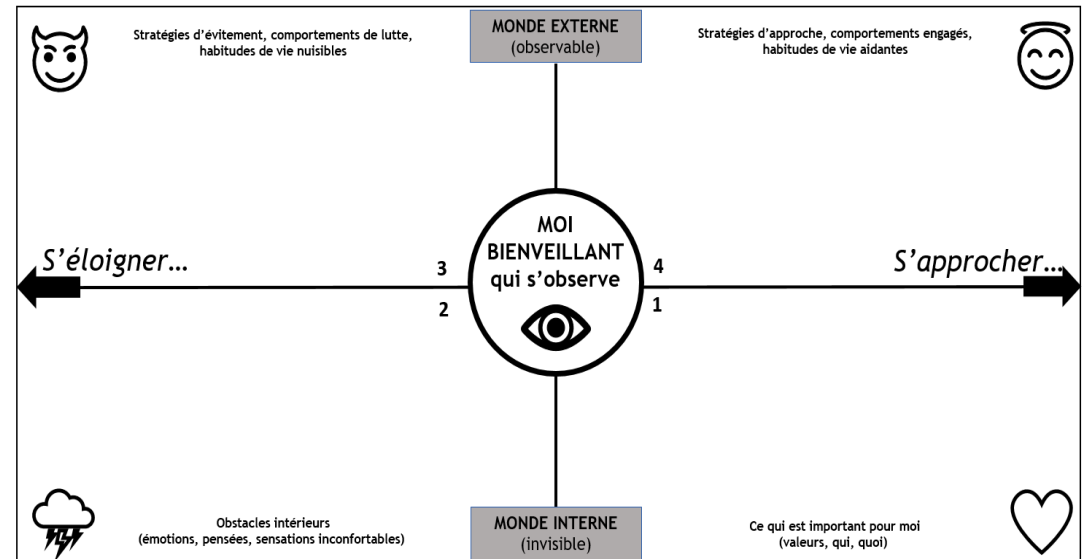 MONDE EXTERNE
(observable)
Stratégies d'évitement, comportements de lutte,
habitudes de vie nuisibles
Stratégies d'approche, comportements engagés,
habitudes de vie aidantes
S'éloigner...
S'approcher...
3
4
2
1
MOI
BIENVEILLANT
qui s'observe
Obstacles intérieurs
(émotions, pensées, sensations inconfortables)
MONDE INTERNE
(invisible)
Ce qui est important pour moi
(valeurs, qui, quoi)